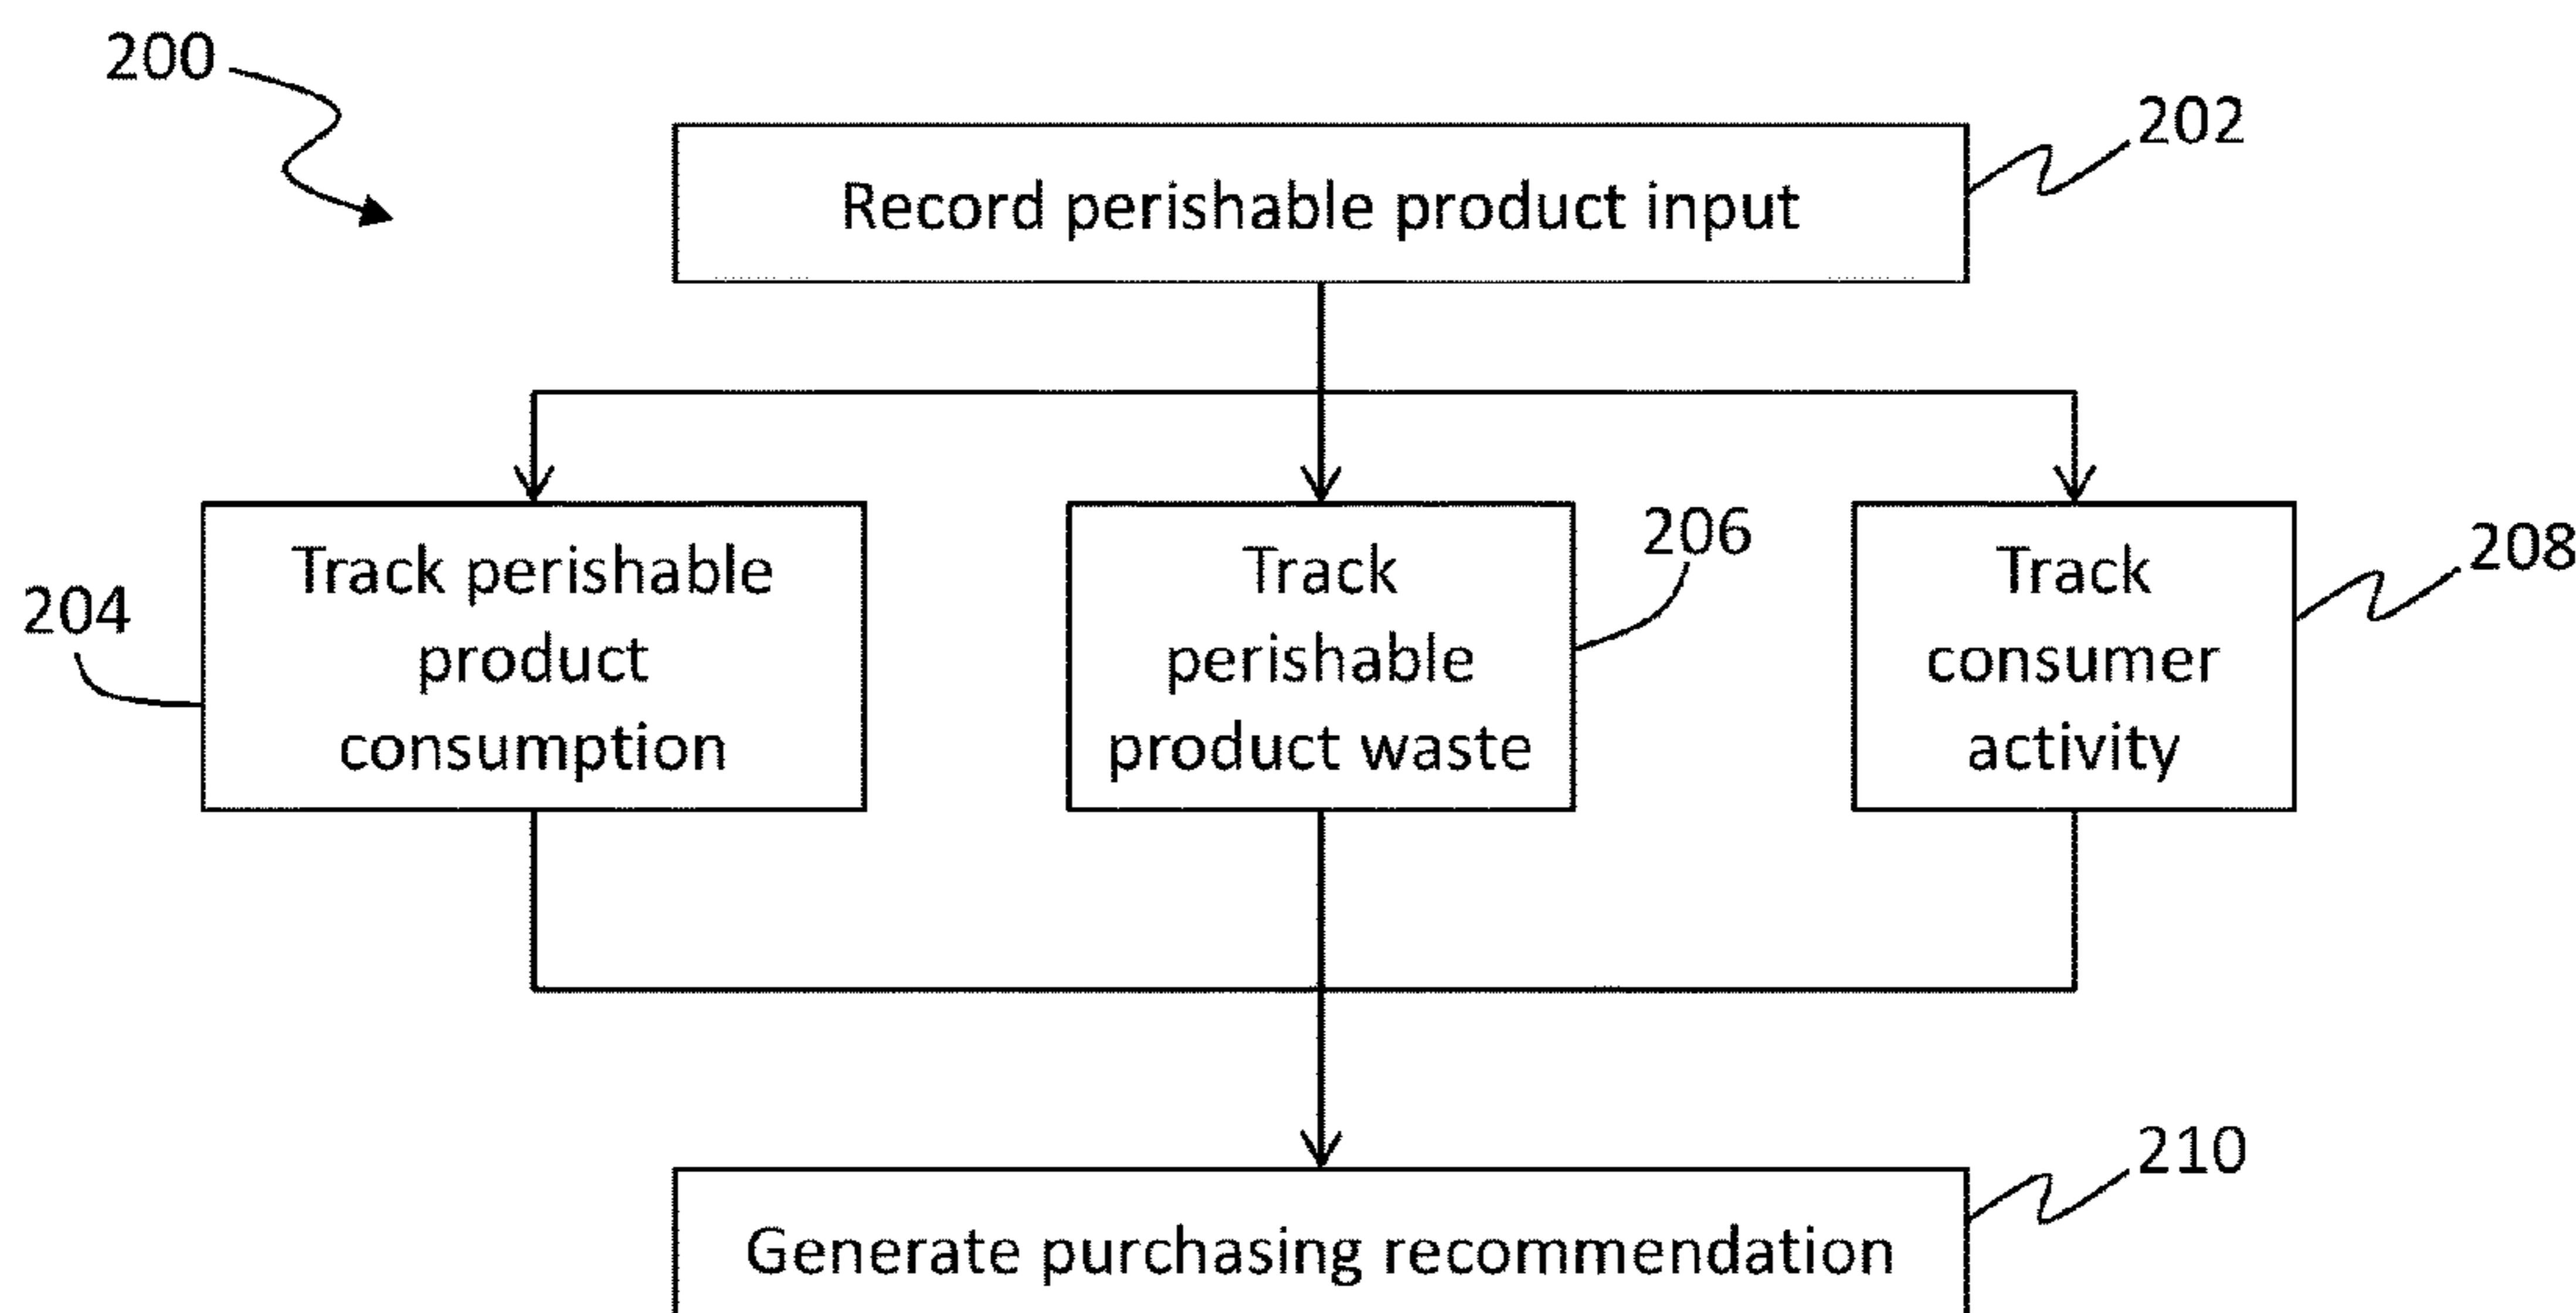 200
202
Record perishable product input
204
Track perishable
product
consumption
206
Track
perishable
product waste
208
Track
consumer
activity
210
Generate purchasing recommendation